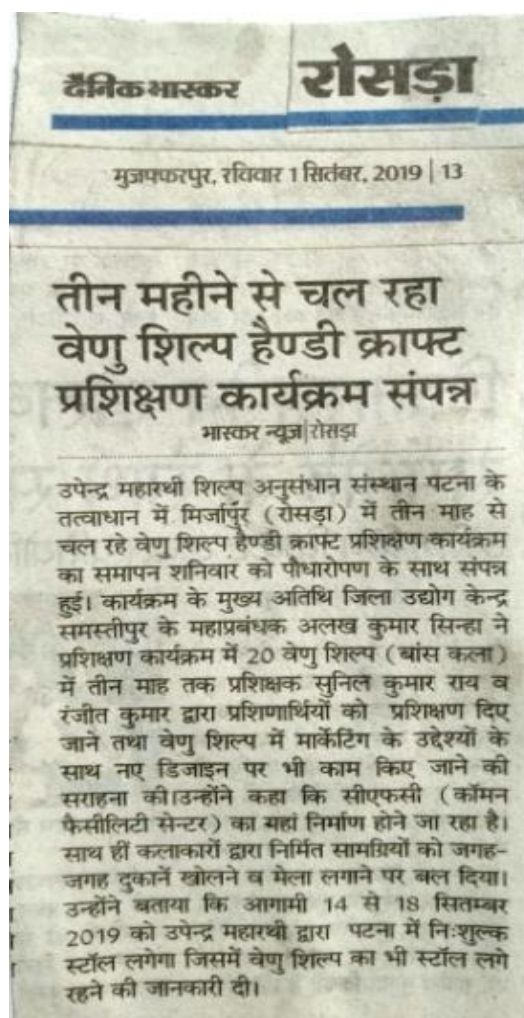 दैनिक भास्कर
रोसड़ा
मुजफ्फरपुर, रविवार 1 सितंबर, 2019 | 13
तीन महीने से चल रहा
वेणु शिल्प हैण्डी क्राफ्ट
प्रशिक्षण कार्यक्रम संपन्न
भास्कर न्यूज|रोसड़ा
उपेन्द्र महारथी शिल्प अनुसंधान संस्थान पटना के
तत्वाधान में मिर्जापुर (रोसड़ा) में तीन माह से
चल रहे वेणु शिल्प हैण्डी क्राफ्ट प्रशिक्षण कार्यक्रम
का समापन शनिवार को पौधारोपण के साथ संपन्न
हुई। कार्यक्रम के मुख्य अतिथि जिला उद्योग केन्द्र
समस्तीपुर के महाप्रबंधक अलख कुमार सिन्हा ने
प्रशिक्षण कार्यक्रम में 20 वेणु शिल्प (बांस कला)
में तीन माह तक प्रशिक्षक सुनिल कुमार राय व
रंजीत कुमार द्वारा प्रशिणार्थियों को प्रशिक्षण दिए
जाने तथा वेणु शिल्प में मार्केटिंग के उद्देश्यों के
साथ नए डिजाइन पर भी काम किए जाने की
सराहना की।उन्होंने कहा कि सीएफसी (कॉमन
फैसीलिटी सेन्टर) का यहां निर्माण होने जा रहा है।
साथ हीं कलाकारों द्वारा निर्मित सामग्रियों को जगह-
जगह दुकानें खोलने व मेला लगाने पर बल दिया।
उन्होंने बताया कि आगामी 14 से 18 सितम्बर
2019 को उपेन्द्र महारथी द्वारा पटना में निःशुल्क
स्टॉल लगेगा जिसमें वेणु शिल्प का भी स्टॉल लगे
रहने की जानकारी दी।